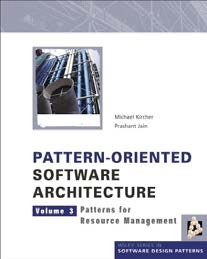 Michael Kircher
Prashant Jain
PATTERN-ORIENTED
SOFTWARE
ARCHITECTURE
Volume 3 Patterns for
Resource Management
WILEY SERIES IN
SOFTWARE DESIGN PATTERNS